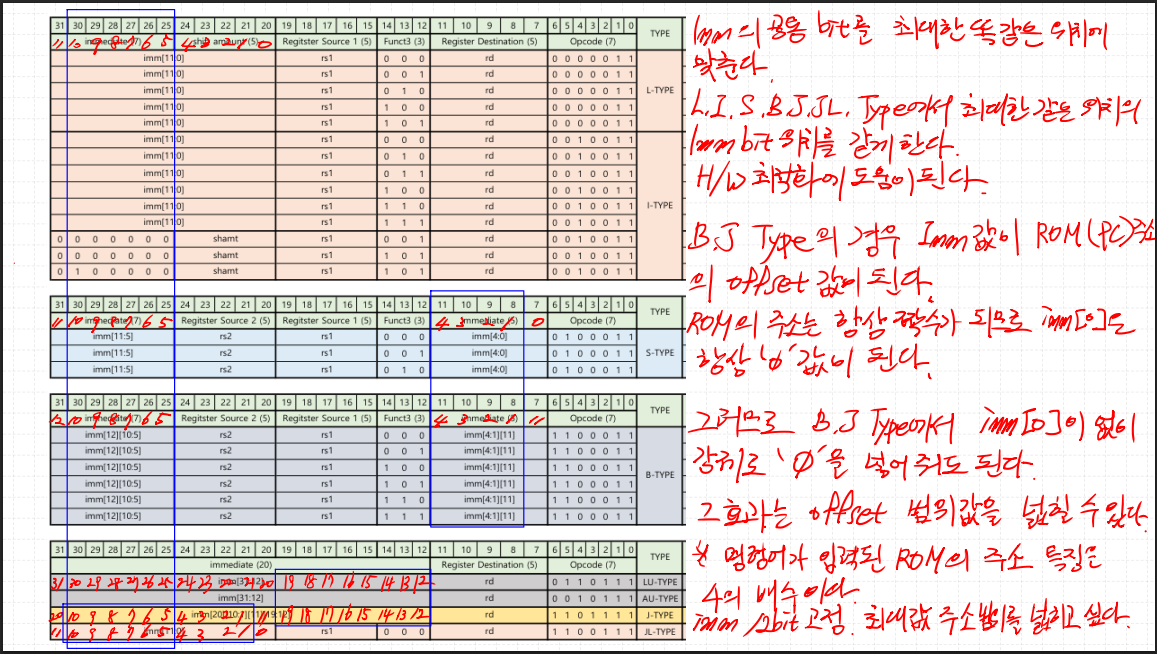 31 30 29 28 27 26 25 24 23 22 21 20 19 18 17 16 15 14 13 12 11 10 9 8 7 6 5 4 3 2 1 0 TYPE
immediate (7) shift amount (5) Regitster Source 1 (5) Funct3 (3) Register Destination (5) Opcode (7)
11 10 9 8 7 6 5 4 3 2 1 0
imm[11:0] rs1 0 0 0 rd 0 0 0 0 0 1 1
imm[11:0] rs1 0 0 1 rd 0 0 0 0 0 1 1
imm[11:0] rs1 0 1 0 rd 0 0 0 0 0 1 1 L-TYPE
imm[11:0] rs1 1 0 0 rd 0 0 0 0 0 1 1
imm[11:0] rs1 1 0 1 rd 0 0 0 0 0 1 1
imm[11:0] rs1 0 0 0 rd 0 0 1 0 0 1 1
imm[11:0] rs1 0 1 0 rd 0 0 1 0 0 1 1
imm[11:0] rs1 0 1 1 rd 0 0 1 0 0 1 1
imm[11:0] rs1 1 0 0 rd 0 0 1 0 0 1 1
imm[11:0] rs1 1 1 0 rd 0 0 1 0 0 1 1 I-TYPE
imm[11:0] rs1 1 1 1 rd 0 0 1 0 0 1 1
0 0 0 0 0 0 0 shamt rs1 0 0 1 rd 0 0 1 0 0 1 1
0 0 0 0 0 0 0 shamt rs1 1 0 1 rd 0 0 1 0 0 1 1
0 1 0 0 0 0 0 shamt rs1 1 0 1 rd 0 0 1 0 0 1 1
31 30 29 28 27 26 25 24 23 22 21 20 19 18 17 16 15 14 13 12 11 10 9 8 7 6 5 4 3 2 1 0 TYPE
immediate (7) Regitster Source 2 (5) Regitster Source 1 (5) Funct3 (3) immediate (5) Opcode (7)
11 10 9 8 7 6 5 4 3 2 1 0
imm[11:5] rs2 rs1 0 0 0 imm[4:0] 0 1 0 0 0 1 1
imm[11:5] rs2 rs1 0 0 1 imm[4:0] 0 1 0 0 0 1 1 S-TYPE
imm[11:5] rs2 rs1 0 1 0 imm[4:0] 0 1 0 0 0 1 1
31 30 29 28 27 26 25 24 23 22 21 20 19 18 17 16 15 14 13 12 11 10 9 8 7 6 5 4 3 2 1 0 TYPE
immediate (7) Regitster Source 2 (5) Regitster Source 1 (5) Funct3 (3) immediate (5) Opcode (7)
12 10 9 8 7 6 5 4 3 2 1 11
imm[12][10:5] rs2 rs1 0 0 0 imm[4:1][11] 1 1 0 0 0 1 1
imm[12][10:5] rs2 rs1 0 0 1 imm[4:1][11] 1 1 0 0 0 1 1
imm[12][10:5] rs2 rs1 1 0 0 imm[4:1][11] 1 1 0 0 0 1 1 B-TYPE
imm[12][10:5] rs2 rs1 1 0 1 imm[4:1][11] 1 1 0 0 0 1 1
imm[12][10:5] rs2 rs1 1 1 0 imm[4:1][11] 1 1 0 0 0 1 1
imm[12][10:5] rs2 rs1 1 1 1 imm[4:1][11] 1 1 0 0 0 1 1
31 30 29 28 27 26 25 24 23 22 21 20 19 18 17 16 15 14 13 12 11 10 9 8 7 6 5 4 3 2 1 0 TYPE
immediate (20) Register Destination (5) Opcode (7)
31 30 29 28 27 26 25 24 23 22 21 20 19 18 17 16 15 14 13 12
imm[31:12] rd 0 1 1 0 1 1 1 LU-TYPE
imm[31:12] rd 0 0 1 0 1 1 1 AU-TYPE
20 10 9 8 7 6 5 4 3 2 1 11 19 18 17 16 15 14 13 12
imm[20][10:1][11][19:12] rd 1 1 0 1 1 1 1 J-TYPE
11 10 9 8 7 6 5 4 3 2 1 0
imm[11:0] rs1 0 0 0 rd 1 1 0 0 1 1 1 JL-TYPE
Imm의 공용 bit를 최대한 똑같은 위치에
맞춘다.
L.I.S.B.J.JL. Type에서 최대한 같은 위치의
Imm bit 위치를 같게 한다.
H/W 최적화에 도움이 된다.
B.J Type의 경우 Imm값이 ROM(PC)주소
의 offset 값이 된다.
ROM의 주소는 항상 짝수가 되므로 imm[0]은
항상 '0' 값이 된다.
그러므로 B.J Type에서 imm[0]이 없이
강제로 '0'을 넣어 줘도 된다.
그 효과는 offset 범위값을 넓힐 수 있다.
※ 명령어가 입력된 ROM의 주소 특징은
4의 배수이다.
imm 12bit 고정. 최대값 주소범위를 넓히고 싶다.